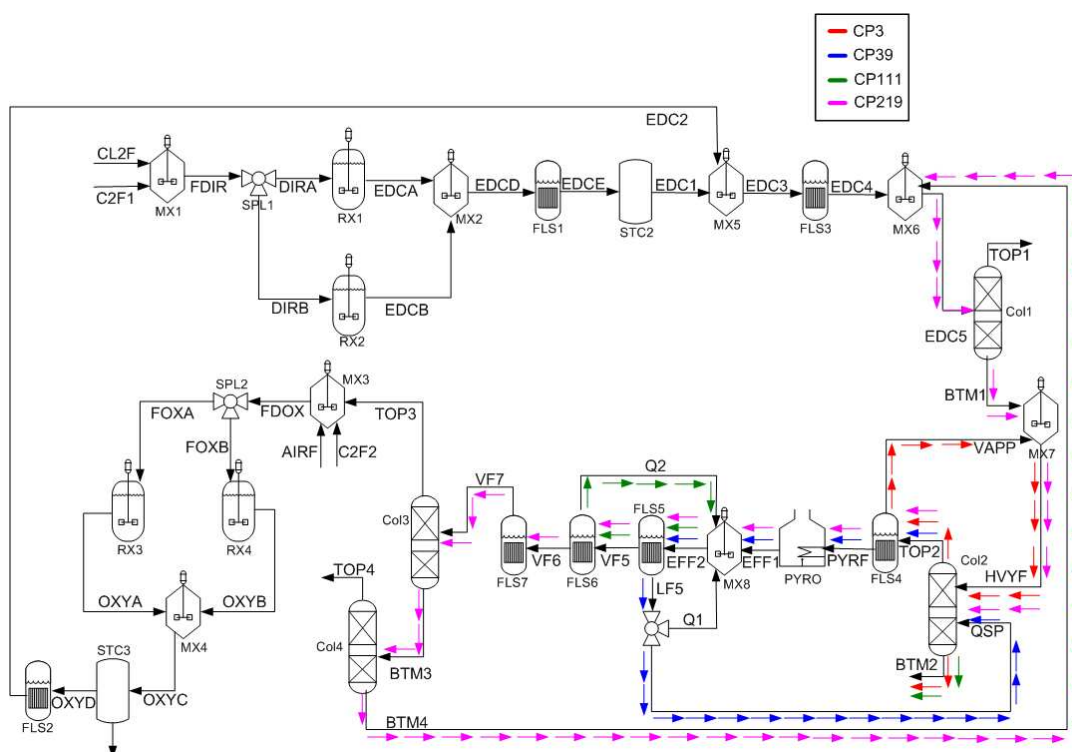 CP3
CP39
CP111
CP219
EDC2
CL2F
C2F1
MX1
FDIR
SPL1
DIRA
RX1
EDCA
MX2
EDCD
FLS1
EDCE
STC2
EDC1
MX5
EDC3
FLS3
EDC4
MX6
DIRB
RX2
EDCB
TOP1
Col1
EDC5
BTM1
MX7
SPL2
FOXA
FOXB
FDOX
MX3
TOP3
AIRF
C2F2
RX3
RX4
OXYA
OXYB
MX4
STC3
OXYC
OXYD
FLS2
Q2
VF7
Col3
FLS7
VF6
FLS6
VF5
FLS5
EFF2
MX8
EFF1
PYRO
PYRF
FLS4
VAPP
TOP2
Col2
HVYF
QSP
BTM2
LF5
Q1
TOP4
Col4
BTM3
BTM4